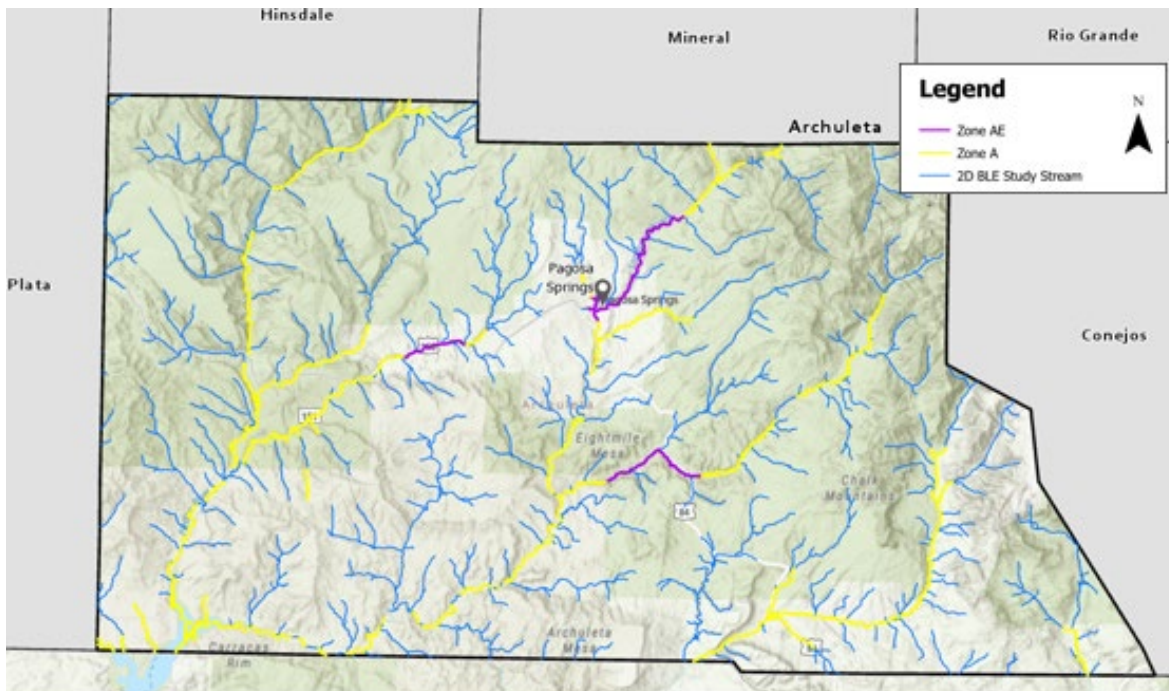 Hinsdale
Mineral
Rio Grande
Legend
N
Zone AE
Zone A
2D BLE Study Stream
Archuleta
Plata
Pagosa
Springs
Pagosa Springs
Conejos
Eightmile
Mesa
Chalk
Mountains
84
Archuleta
Mesa
Carracas
Rim